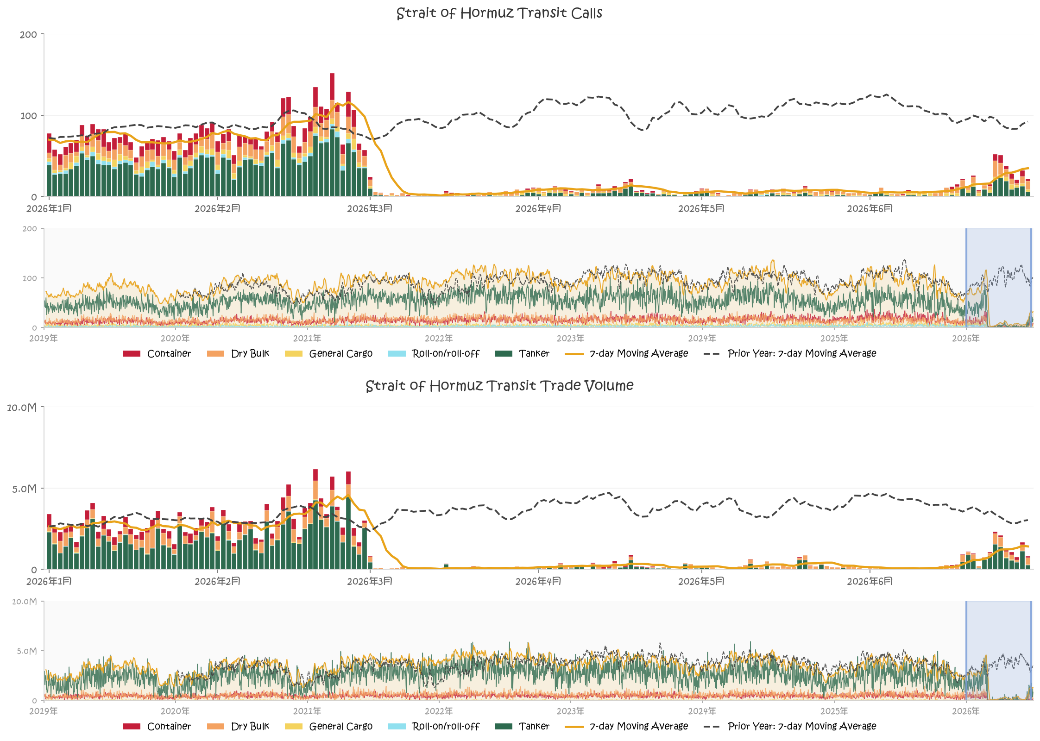 Strait of Hormuz Transit Calls
200
100
0
2026年1月 2026年2月 2026年3月 2026年4月 2026年5月 2026年6月
200
100
0
2019年 2020年 2021年 2022年 2023年 2024年 2025年 2026年
Container Dry Bulk General Cargo Roll-on/roll-off Tanker 7-day Moving Average Prior Year: 7-day Moving Average
Strait of Hormuz Transit Trade Volume
10.0M
5.0M
0
2026年1月 2026年2月 2026年3月 2026年4月 2026年5月 2026年6月
10.0M
5.0M
0
2019年 2020年 2021年 2022年 2023年 2024年 2025年 2026年
Container Dry Bulk General Cargo Roll-on/roll-off Tanker 7-day Moving Average Prior Year: 7-day Moving Average